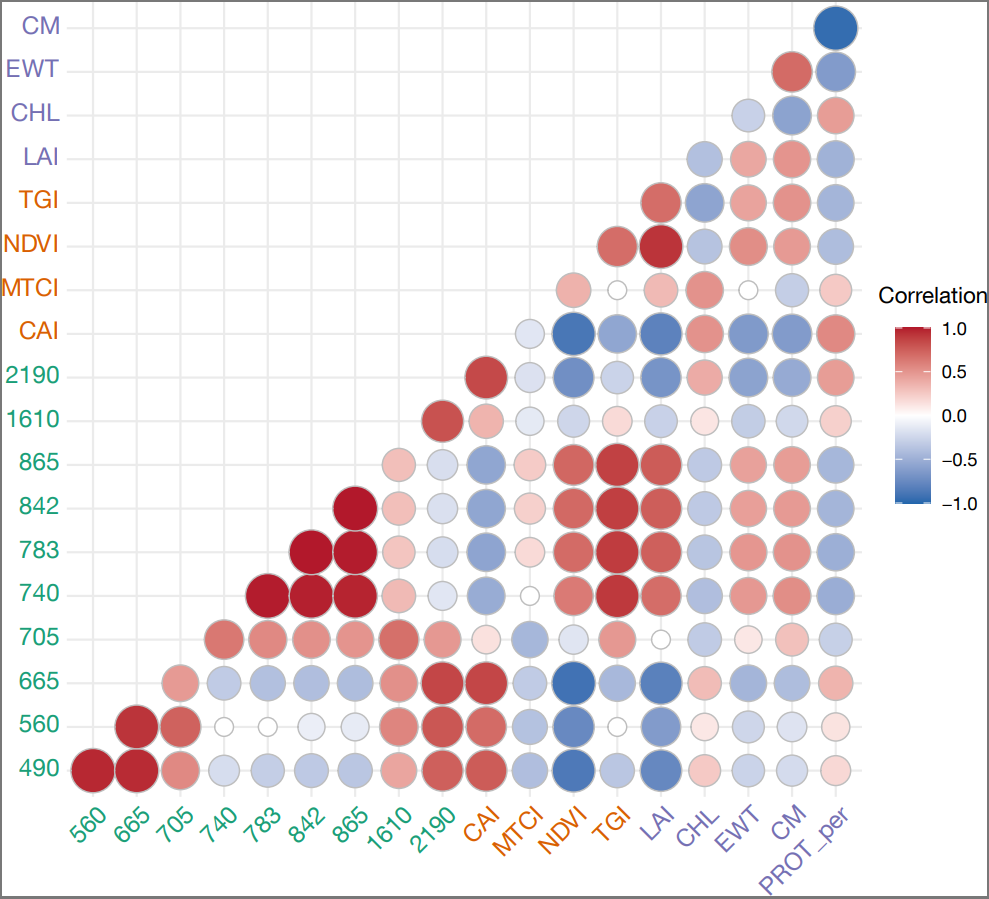 CM
EWT
CHL
LAI
TGI
NDVI
MTCI
CAI
2190
1610
865
842
783
740
705
665
560
490
560 665 705 740 783 842 865 1610 2190 CAI MTCI NDVI TGI LAI CHL EWT CM PROT_per
Correlation
1.0
0.5
0.0
−0.5
−1.0